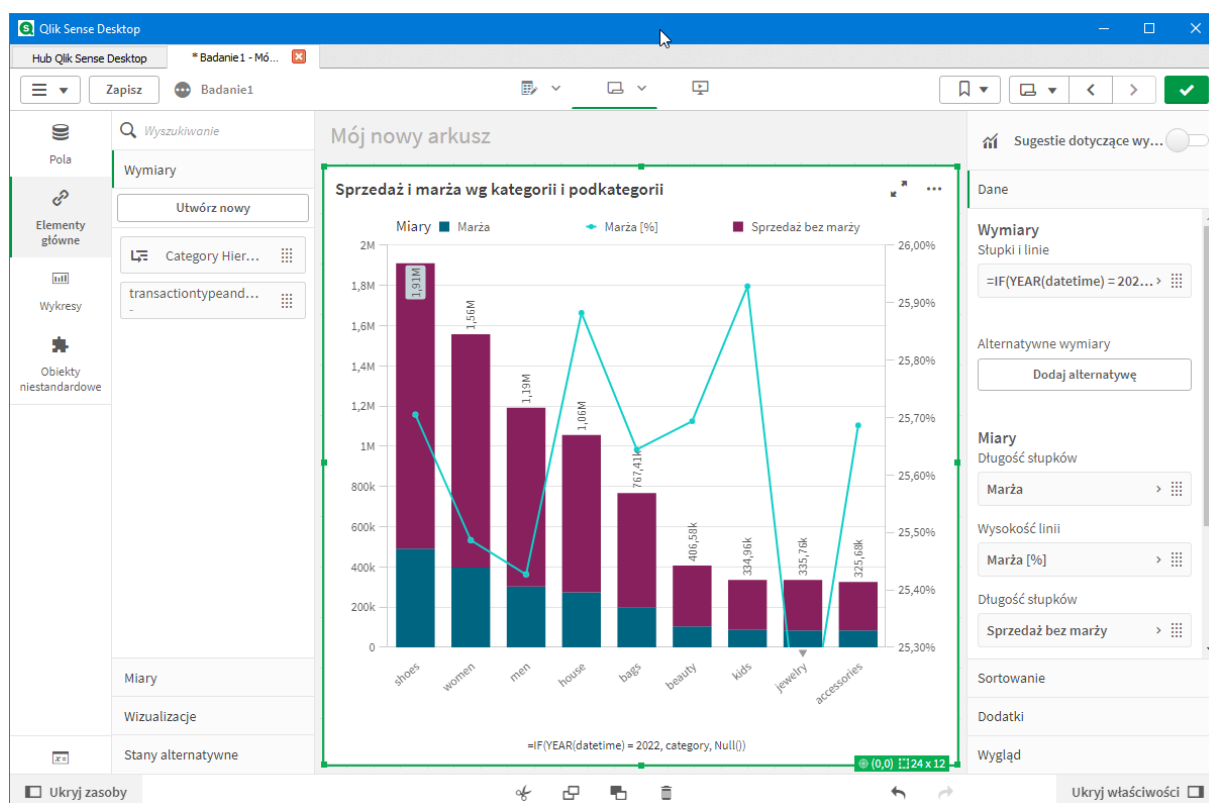 Qlik Sense Desktop
Hub Qlik Sense Desktop
* Badanie1 - Mó...
Zapisz
Badanie1
Pola
Elementy
główne
Wykresy
Obiekty
niestandardowe
Wyszukiwanie
Wymiary
Utwórz nowy
Category Hier...
transactiontypeand...
-
Miary
Wizualizacje
Stany alternatywne
Mój nowy arkusz
Sprzedaż i marża wg kategorii i podkategorii
Miary Marża Marża [%] Sprzedaż bez marży
2M
1,8M
1,6M
1,4M
1,2M
1M
800k
600k
400k
200k
0
1,91M
1,56M
1,19M
1,06M
767,41k
406,58k
334,96k
335,76k
325,68k
26,00%
25,90%
25,80%
25,70%
25,60%
25,50%
25,40%
25,30%
shoes
women
men
house
bags
beauty
kids
jewelry
accessories
=IF(YEAR(datetime) = 2022, category, Null())
(0,0) 24 x 12
Sugestie dotyczące wy...
Dane
Wymiary
Słupki i linie
=IF(YEAR(datetime) = 202...
Alternatywne wymiary
Dodaj alternatywę
Miary
Długość słupków
Marża
Wysokość linii
Marża [%]
Długość słupków
Sprzedaż bez marży
Sortowanie
Dodatki
Wygląd
Ukryj zasoby
Ukryj właściwości